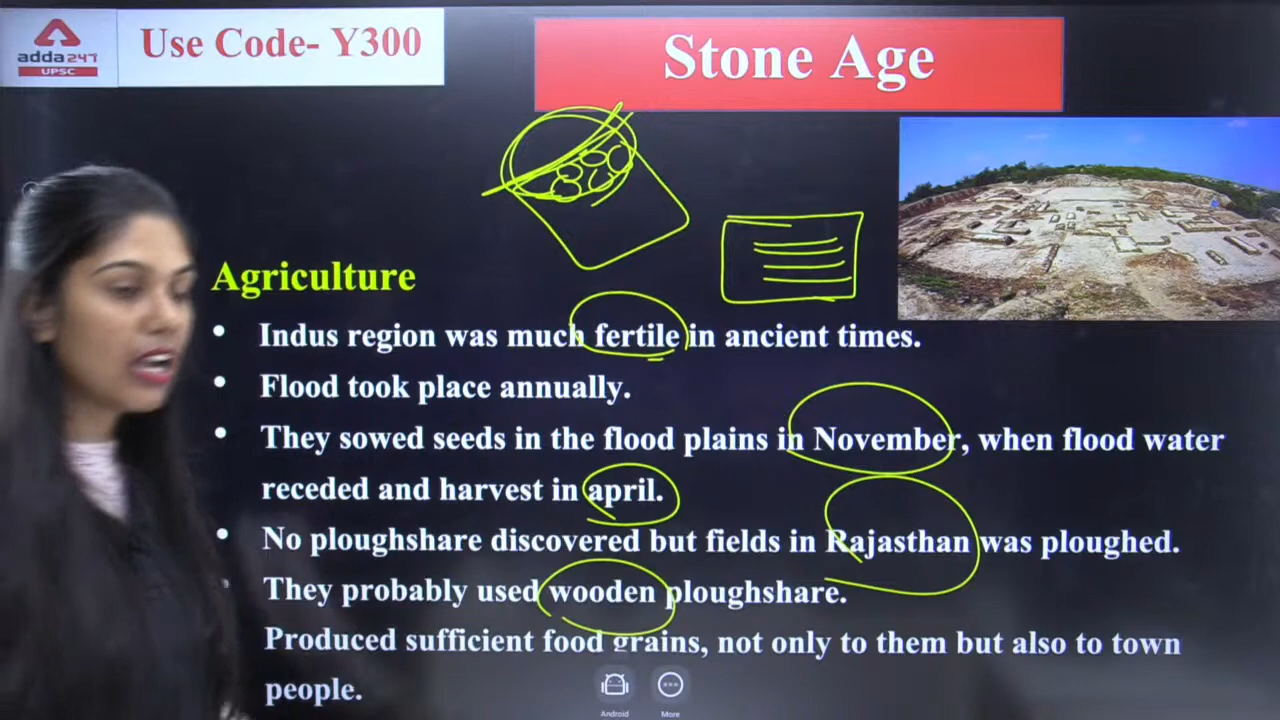 adda247
UPSC
Use Code- Y300
Stone Age
Agriculture
• Indus region was much fertile in ancient times.
• Flood took place annually.
• They sowed seeds in the flood plains in November, when flood water
receded and harvest in april.
• No ploughshare discovered but fields in Rajasthan was ploughed.
• They probably used wooden ploughshare.
Produced sufficient food grains, not only to them but also to town
people.
Android
More